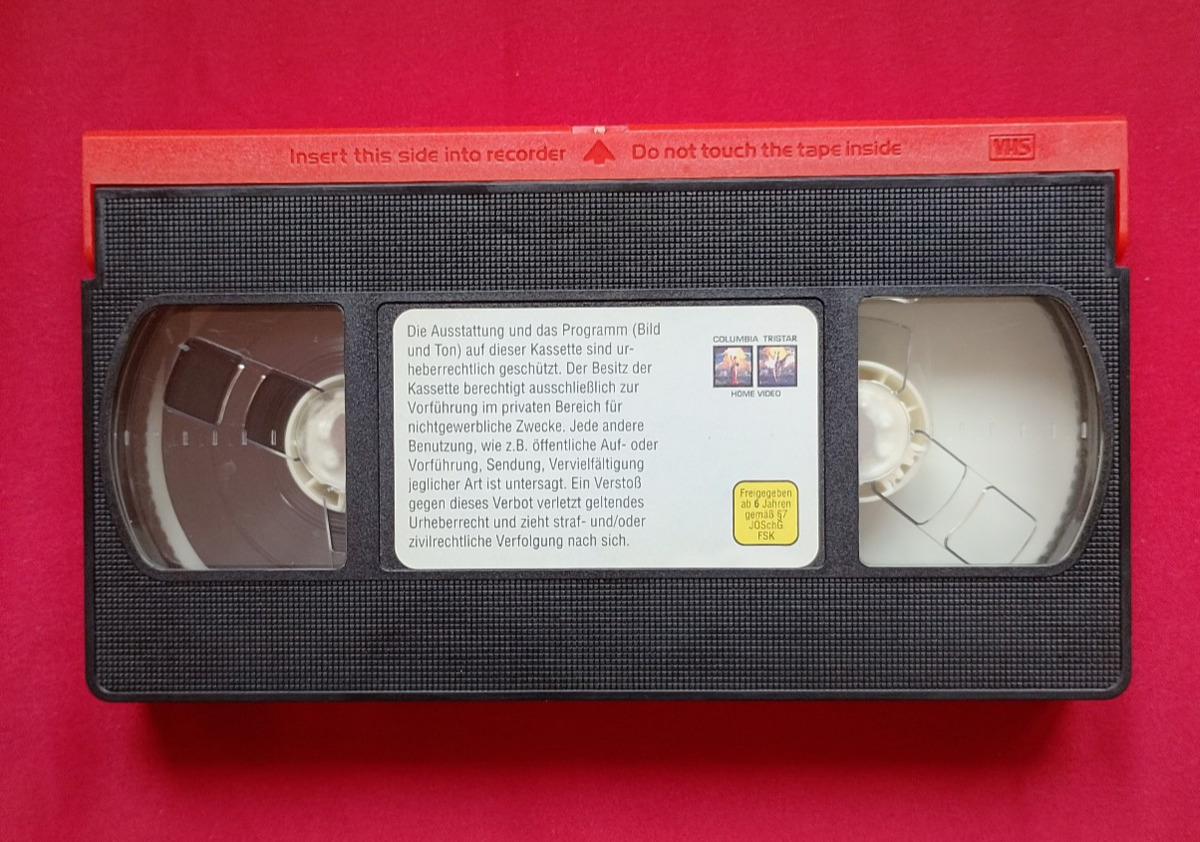 Insert this side into recorder Do not touch the tape inside VHS
Die Ausstattung und das Programm (Bild
und Ton) auf dieser Kassette sind ur-
heberrechtlich geschützt. Der Besitz der
Kassette berechtigt ausschließlich zur
Vorführung im privaten Bereich für
nichtgewerbliche Zwecke. Jede andere
Benutzung, wie z.B. öffentliche Auf- oder
Vorführung, Sendung, Vervielfältigung
jeglicher Art ist untersagt. Ein Verstoß
gegen dieses Verbot verletzt geltendes
Urheberrecht und zieht straf- und/oder
zivilrechtliche Verfolgung nach sich.
COLUMBIA TRISTAR
HOME VIDEO
Freigegeben
ab 6 Jahren
gemäß §7
JÖSchG
FSK